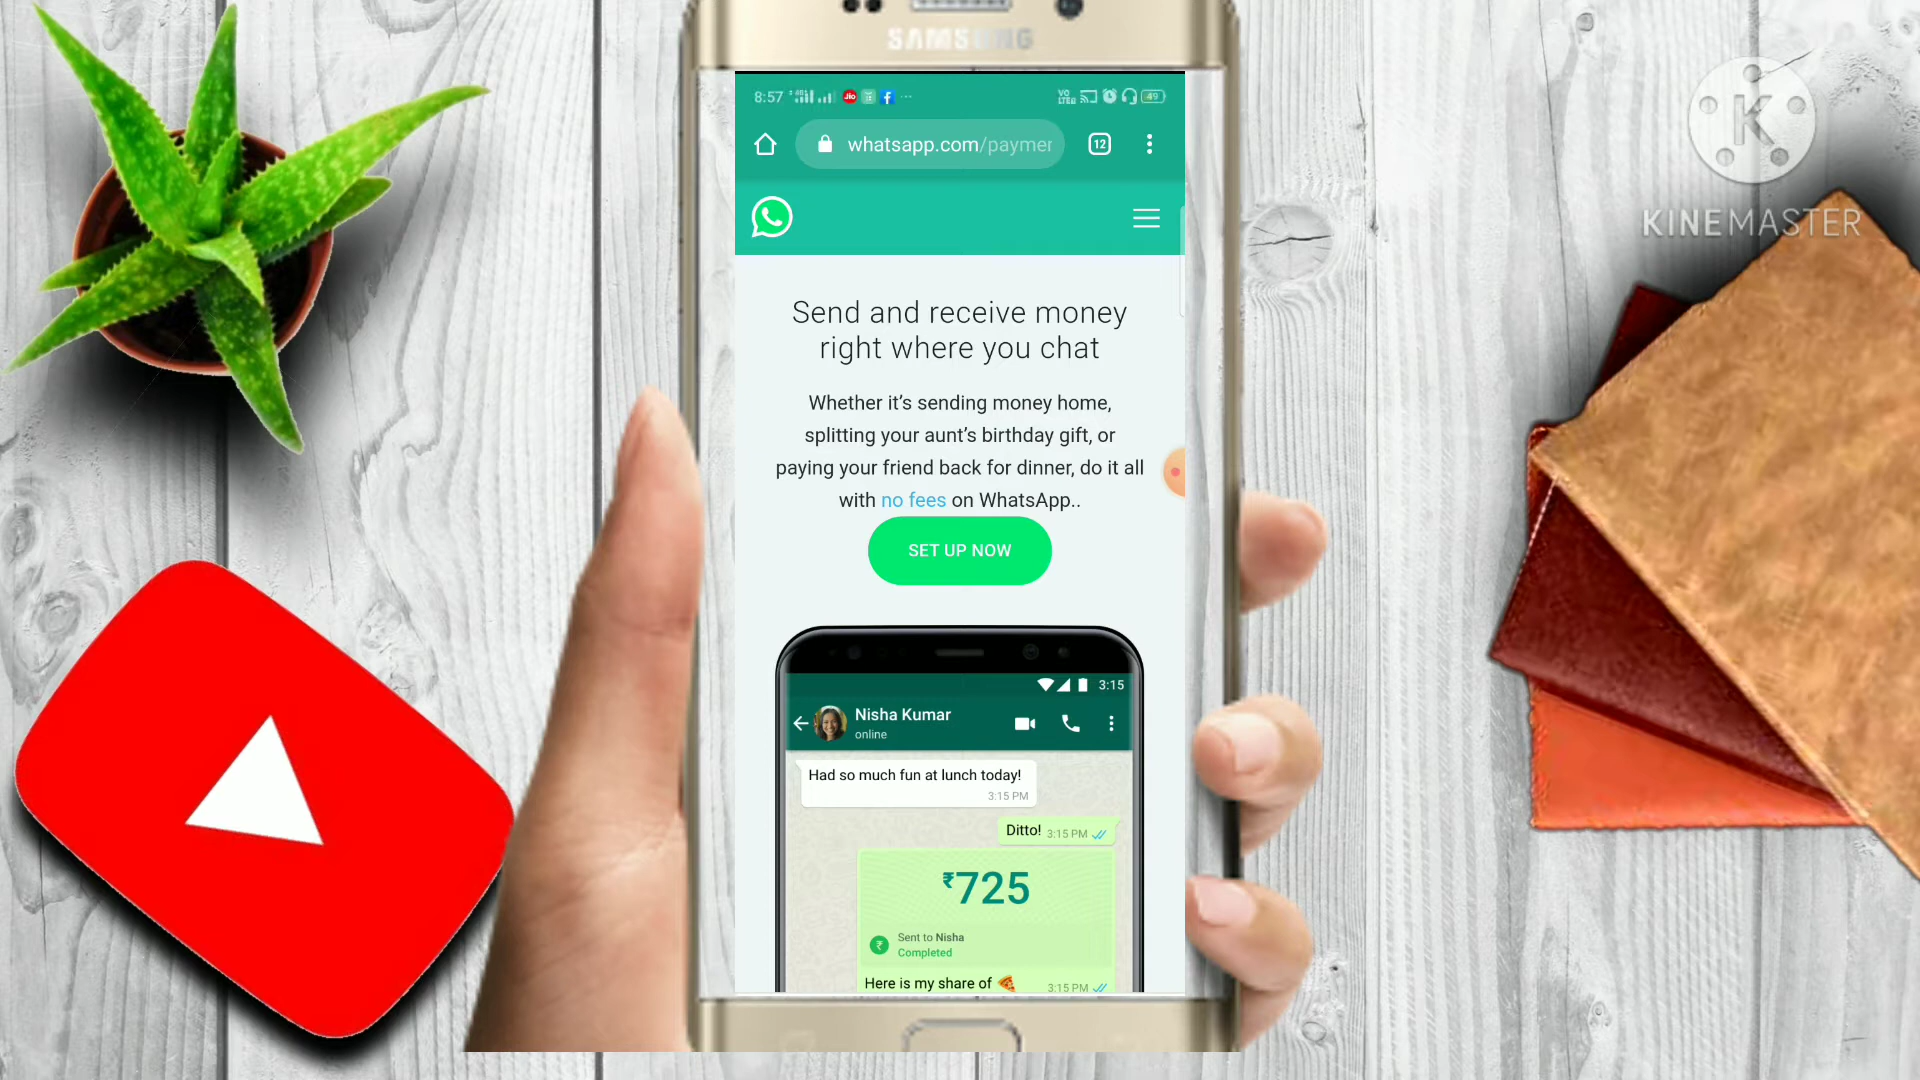 SAMSUNG
8:57
VO
LTE
49
whatsapp.com/paymer
12
K
KINEMASTER
Send and receive money
right where you chat
Whether it’s sending money home,
splitting your aunt’s birthday gift, or
paying your friend back for dinner, do it all
with no fees on WhatsApp..
SET UP NOW
3:15
Nisha Kumar
online
Had so much fun at lunch today!
3:15 PM
Ditto! 3:15 PM
₹725
₹
Sent to Nisha
Completed
Here is my share of 🍕 3:15 PM